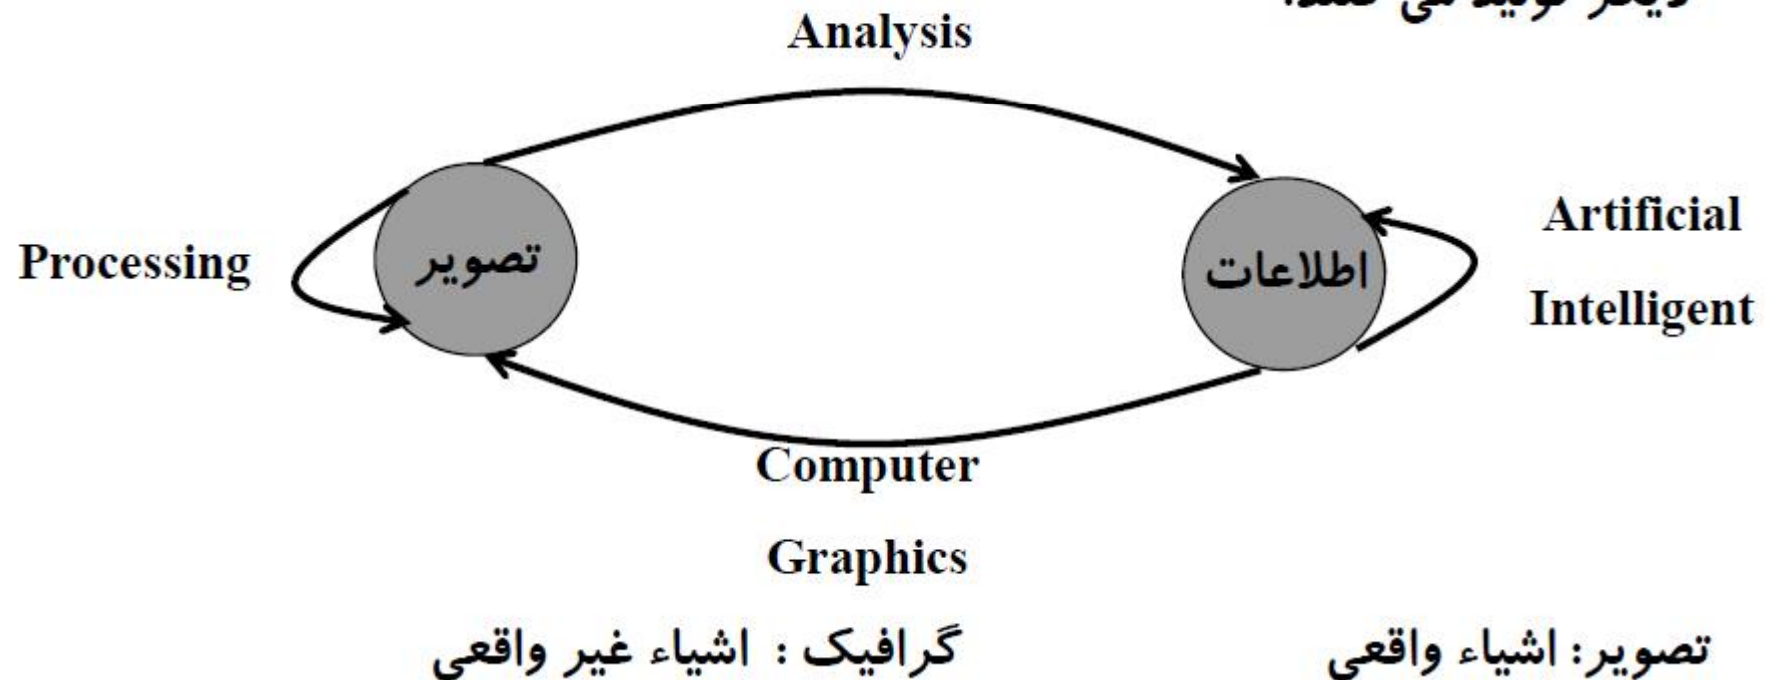 Analysis
Processing
تصویر
اطلاعات
Artificial
Intelligent
Computer
Graphics
تصویر: اشیاء واقعی
گرافیک : اشیاء غیر واقعی